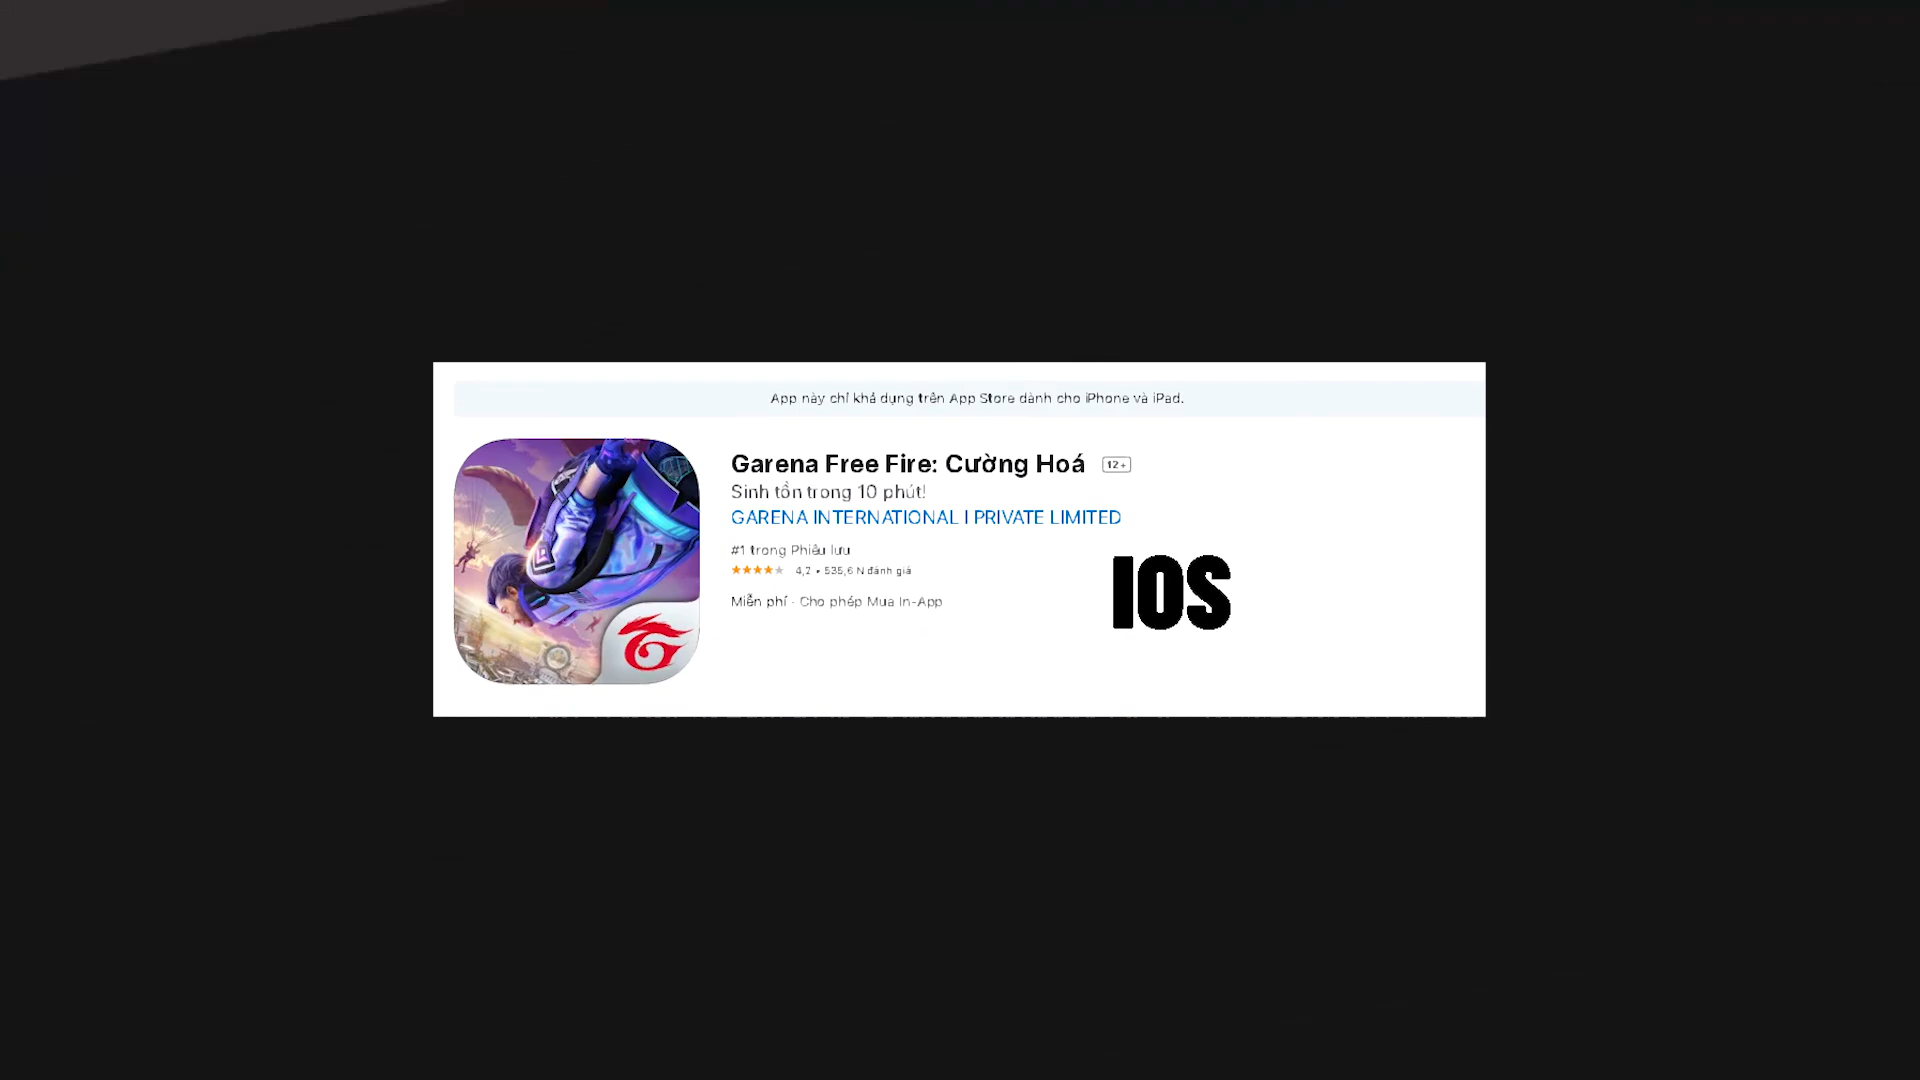 App này chỉ khả dụng trên App Store dành cho iPhone và iPad.
Garena Free Fire: Cường Hoá 12+
Sinh tồn trong 10 phút!
GARENA INTERNATIONAL I PRIVATE LIMITED
#1 trong Phiêu lưu
★★★★★ 4,2 • 535,6 N đánh giá
Miễn phí · Cho phép Mua In-App
IOS